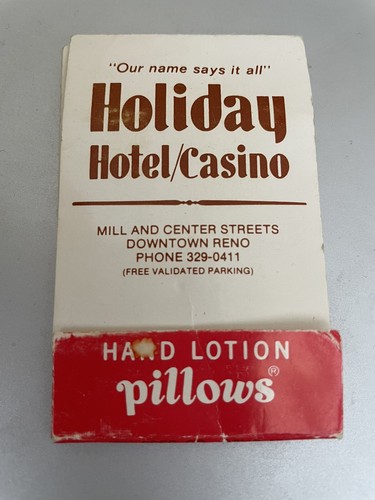 "Our name says it all"
Holiday
Hotel/Casino
MILL AND CENTER STREETS
DOWNTOWN RENO
PHONE 329-0411
(FREE VALIDATED PARKING)
HAND LOTION
pillows®